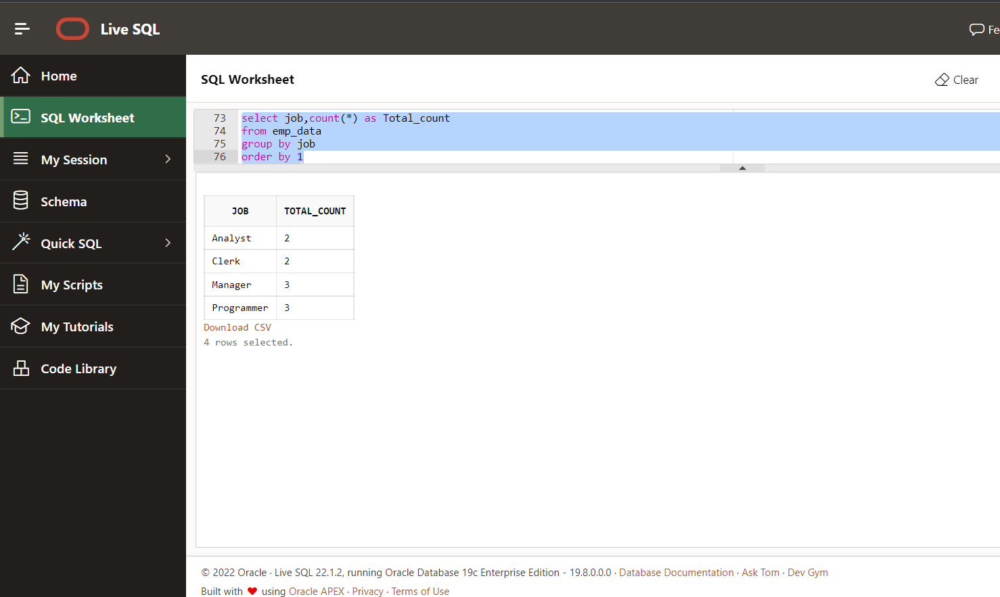 Live SQL
Fe
Home
SQL Worksheet
My Session
Schema
Quick SQL
My Scripts
My Tutorials
Code Library
SQL Worksheet
Clear
73 select job,count(*) as Total_count
74 from emp_data
75 group by job
76 order by 1
JOB TOTAL_COUNT
Analyst 2
Clerk 2
Manager 3
Programmer 3
Download CSV
4 rows selected.
© 2022 Oracle · Live SQL 22.1.2, running Oracle Database 19c Enterprise Edition - 19.8.0.0.0 · Database Documentation · Ask Tom · Dev Gym
Built with ❤ using Oracle APEX · Privacy · Terms of Use